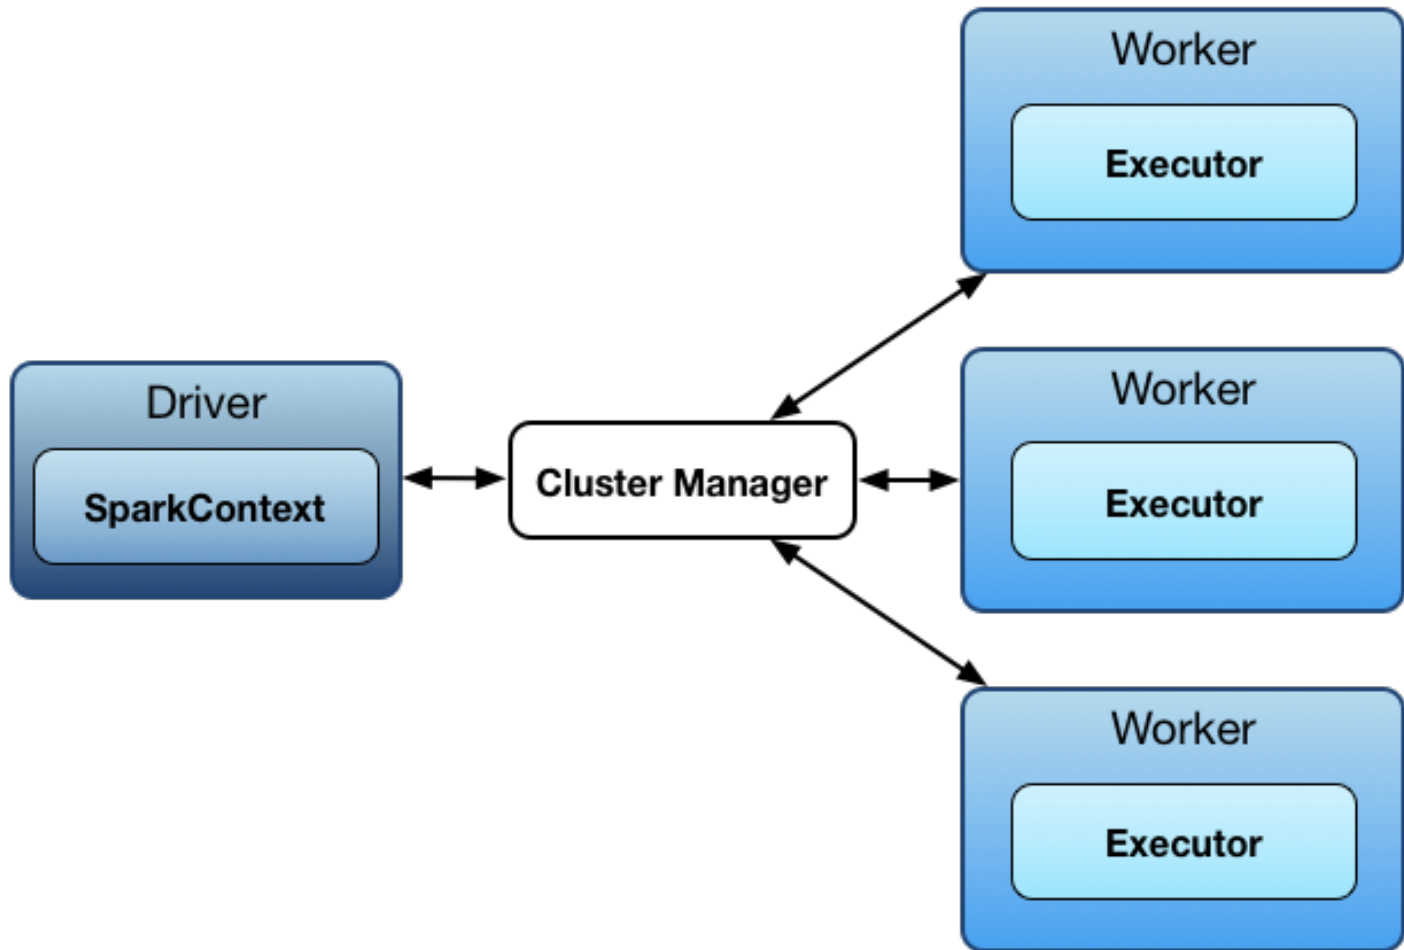 Driver
SparkContext
Cluster Manager
Worker
Executor
Worker
Executor
Worker
Executor